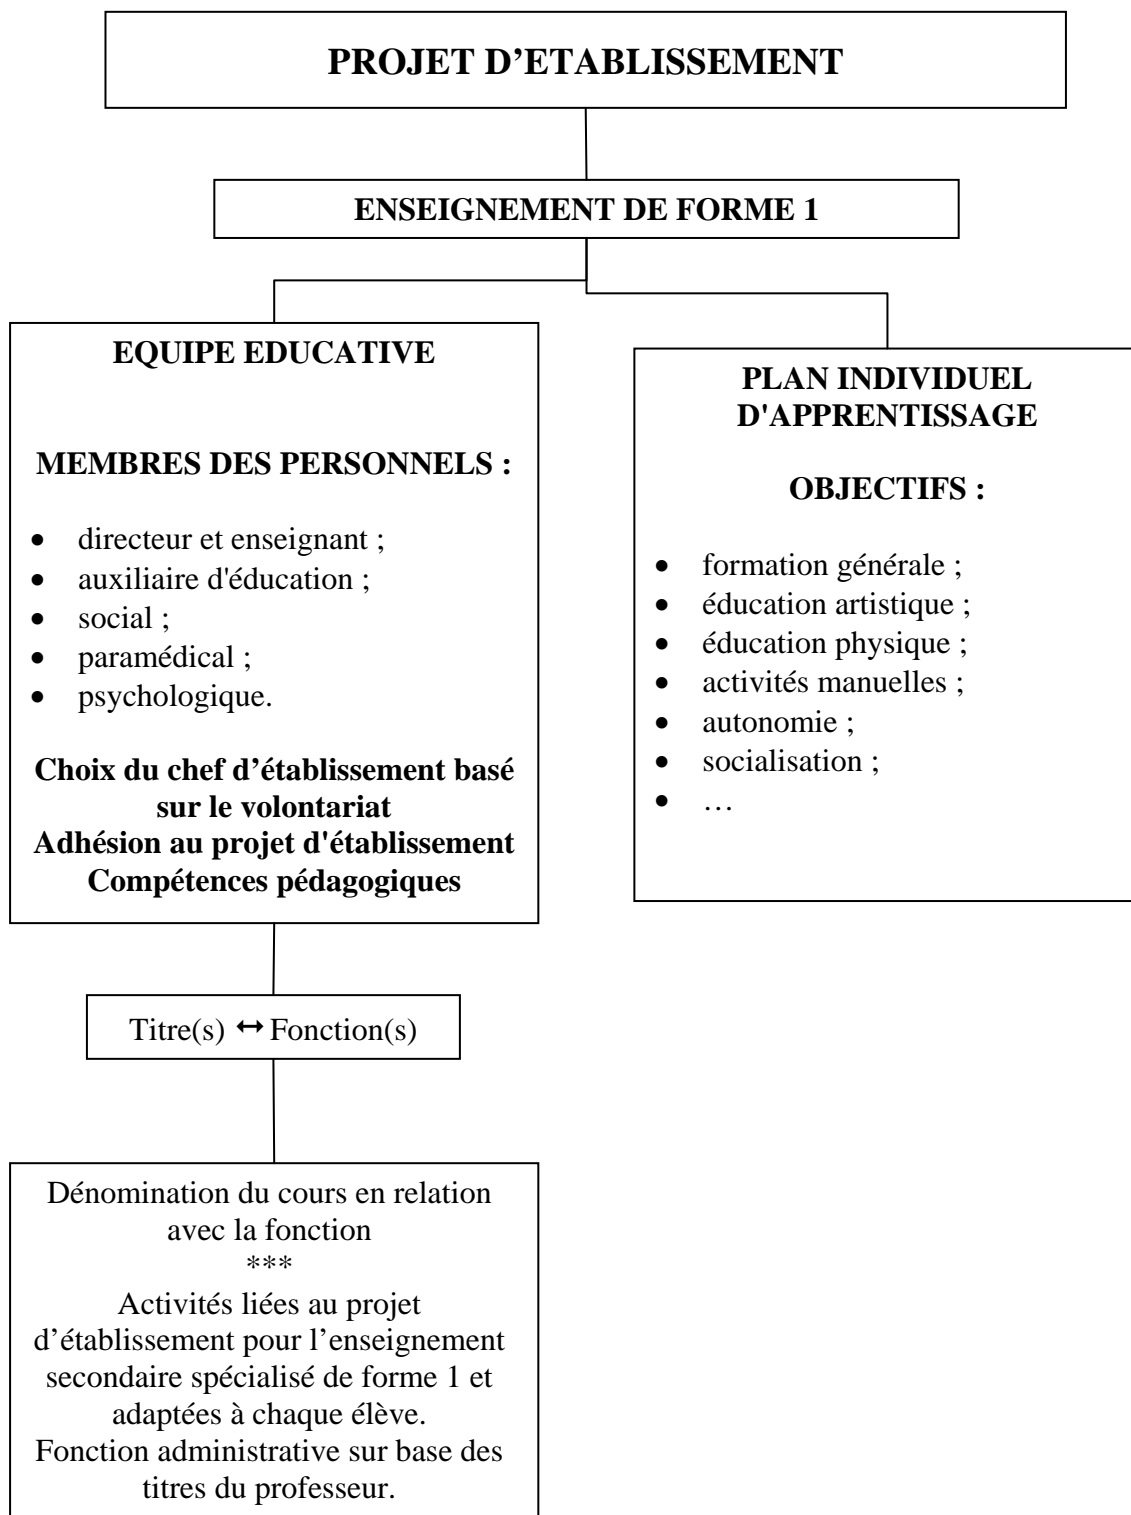 PROJET D’ETABLISSEMENT
ENSEIGNEMENT DE FORME 1
EQUIPE EDUCATIVE
MEMBRES DES PERSONNELS :
• directeur et enseignant ;
• auxiliaire d'éducation ;
• social ;
• paramédical ;
• psychologique.
Choix du chef d’établissement basé
sur le volontariat
Adhésion au projet d'établissement
Compétences pédagogiques
PLAN INDIVIDUEL
D'APPRENTISSAGE
OBJECTIFS :
• formation générale ;
• éducation artistique ;
• éducation physique ;
• activités manuelles ;
• autonomie ;
• socialisation ;
• …
Titre(s) ↔ Fonction(s)
Dénomination du cours en relation
avec la fonction
***
Activités liées au projet
d’établissement pour l’enseignement
secondaire spécialisé de forme 1 et
adaptées à chaque élève.
Fonction administrative sur base des
titres du professeur.